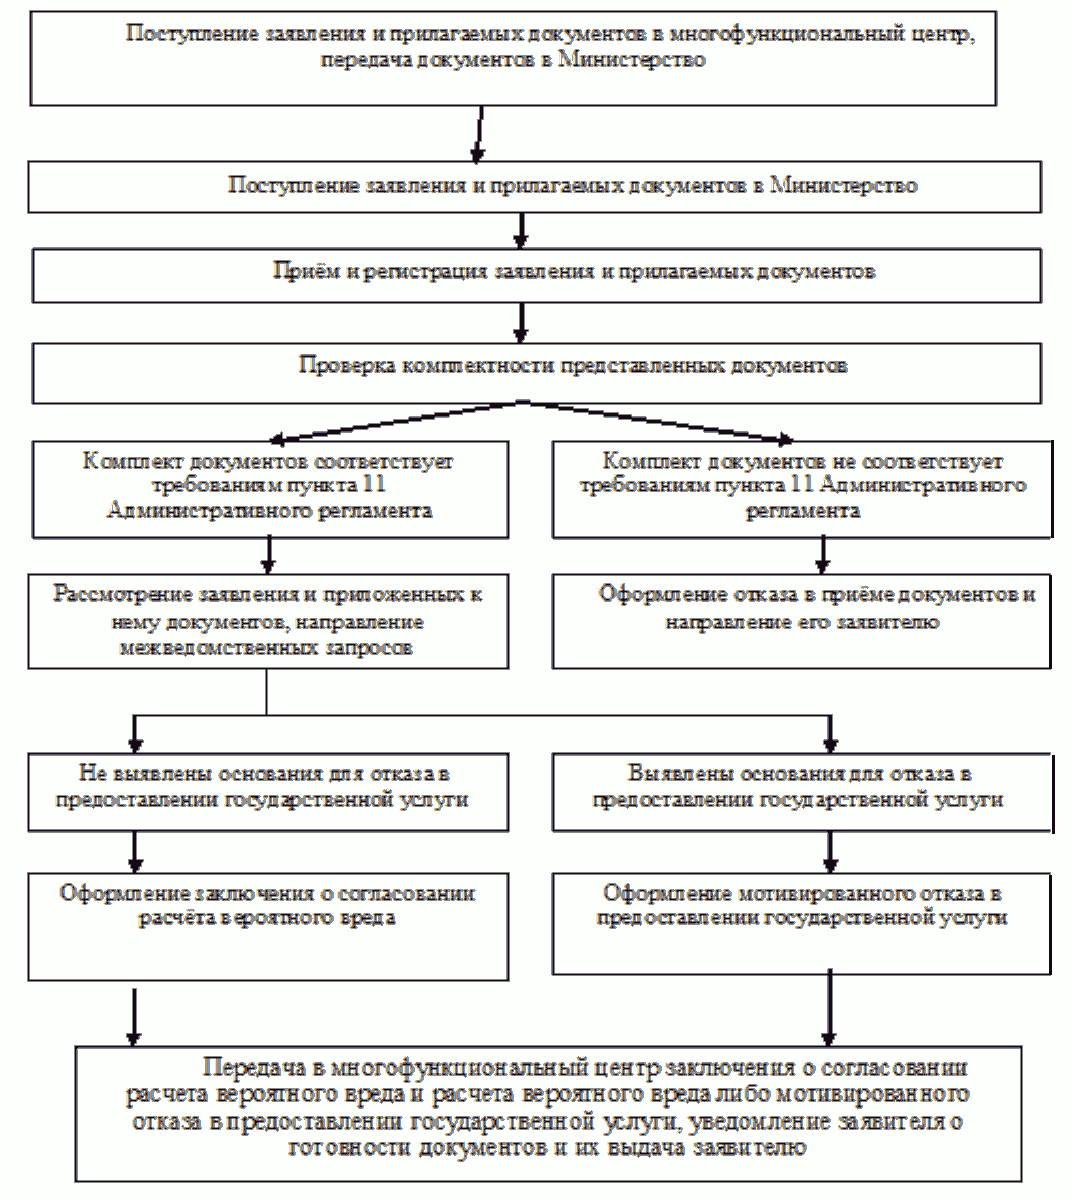 Поступление заявления и прилагаемых документов в многофункциональный центр,
передача документов в Министерство
Поступление заявления и прилагаемых документов в Министерство
Приём и регистрация заявления и прилагаемых документов
Проверка комплектности представленных документов
Комплект документов соответствует
требованиям пункта 11
Административного регламента
Комплект документов не соответствует
требованиям пункта 11 Административного
регламента
Рассмотрение заявления и приложенных к
нему документов, направление
межведомственных запросов
Оформление отказа в приёме документов и
направление его заявителю
Не выявлены основания для отказа в
предоставлении государственной услуги
Выявлены основания для отказа в
предоставлении государственной услуги
Оформление заключения о согласовании
расчёта вероятного вреда
Оформление мотивированного отказа в
предоставлении государственной услуги
Передача в многофункциональный центр заключения о согласовании
расчета вероятного вреда и расчета вероятного вреда либо мотивированного
отказа в предоставлении государственной услуги, уведомление заявителя о
готовности документов и их выдача заявителю